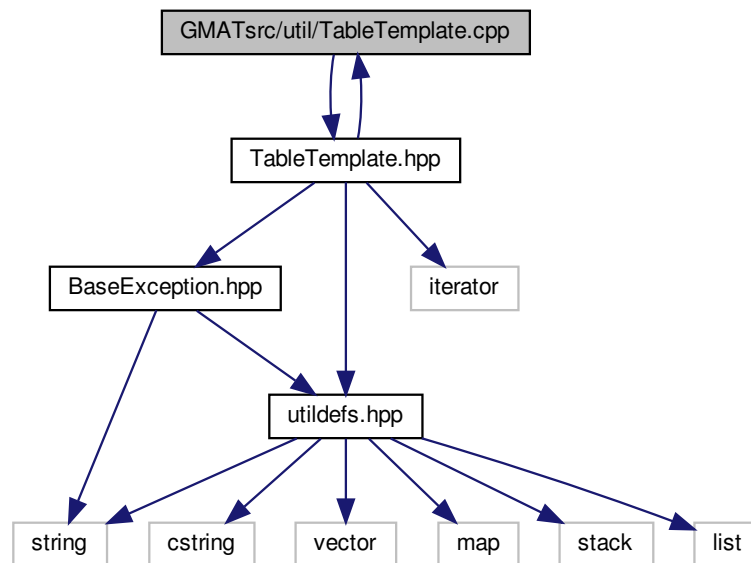 GMATsrc/util/TableTemplate.cpp
TableTemplate.hpp
BaseException.hpp
iterator
utildefs.hpp
string
cstring
vector
map
stack
list